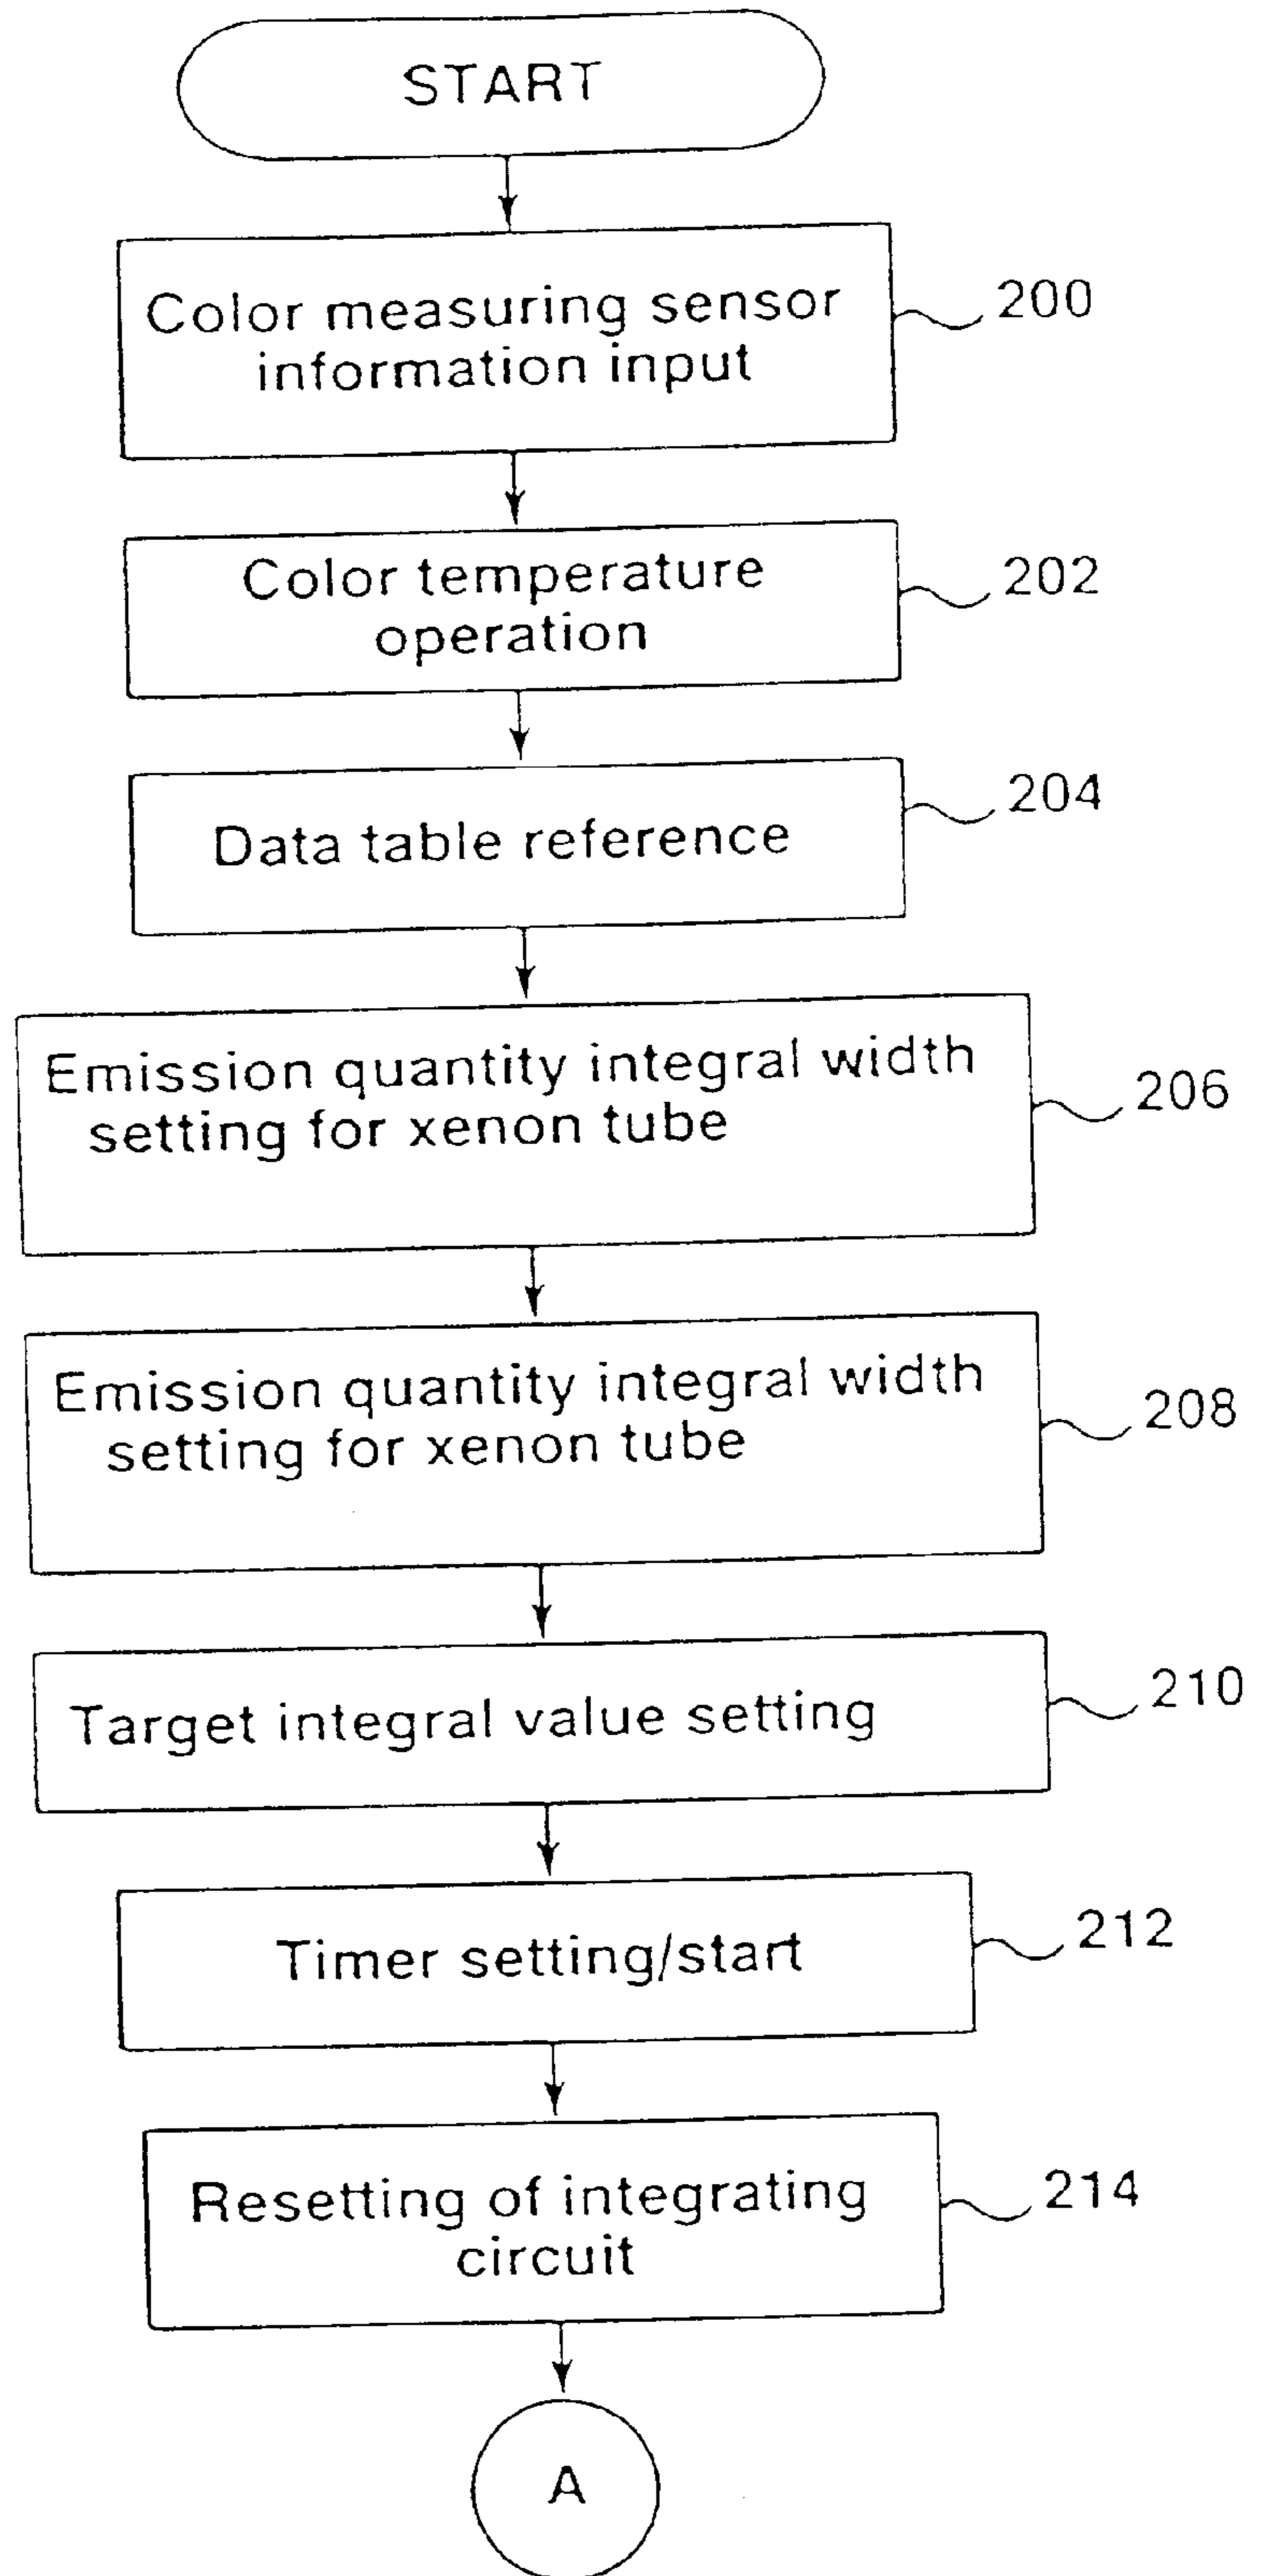 START
Color measuring sensor
information input
200
Color temperature
operation
202
Data table reference
204
Emission quantity integral width
setting for xenon tube
206
Emission quantity integral width
setting for xenon tube
208
Target integral value setting
210
Timer setting/start
212
Resetting of integrating
circuit
214
A